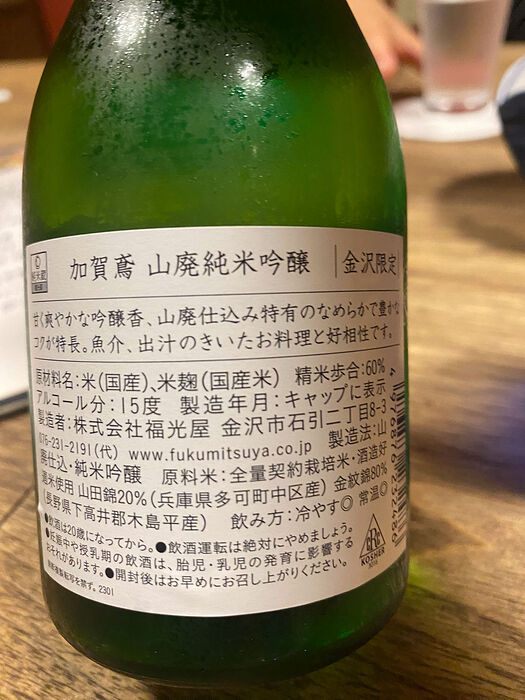 純米蔵
加賀鳶 山廃純米吟醸 金沢限定
甘く爽やかな吟醸香、山廃仕込み特有のなめらかで豊かな
コクが特長。魚介、出汁のきいたお料理と好相性です。
原材料名:米(国産)、米麹(国産米) 精米歩合:60%
アルコール分:15度 製造年月:キャップに表示
製造者:株式会社福光屋 金沢市石引二丁目8-3
076-231-2191(代) www.fukumitsuya.co.jp 製造法:山
廃仕込・純米吟醸 原料米:全量契約栽培米・酒造好
適米使用 山田錦20%(兵庫県多可町中区産) 金紋錦80%
(長野県下高井郡木島平産) 飲み方:冷やす◎ 常温◎
●飲酒は20歳になってから。●飲酒運転は絶対にやめましょう。
●妊娠中や授乳期の飲酒は、胎児・乳児の発育に影響する
おそれがあります。●開封後はお早めにお召し上がりください。
無断複製転写を禁ず。2301
KOSHER